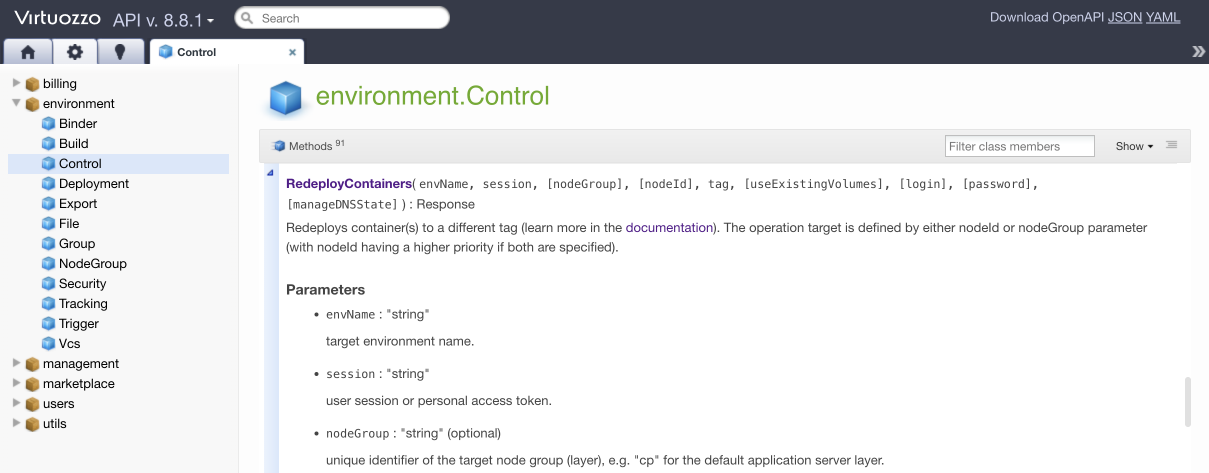 Virtuozzo API v. 8.8.1
Search
Download OpenAPI JSON YAML
Control
billing
environment
Binder
Build
Control
Deployment
Export
File
Group
NodeGroup
Security
Tracking
Trigger
Vcs
management
marketplace
users
utils
environment.Control
Methods 91
Filter class members
Show
RedeployContainers( envName, session, [nodeGroup], [nodeId], tag, [useExistingVolumes], [login], [password],
[manageDNSState] ) : Response
Redeploys container(s) to a different tag (learn more in the documentation). The operation target is defined by either nodeId or nodeGroup parameter
(with nodeId having a higher priority if both are specified).
Parameters
• envName : "string"
target environment name.
• session : "string"
user session or personal access token.
• nodeGroup : "string" (optional)
unique identifier of the target node group (layer), e.g. "cp" for the default application server layer.